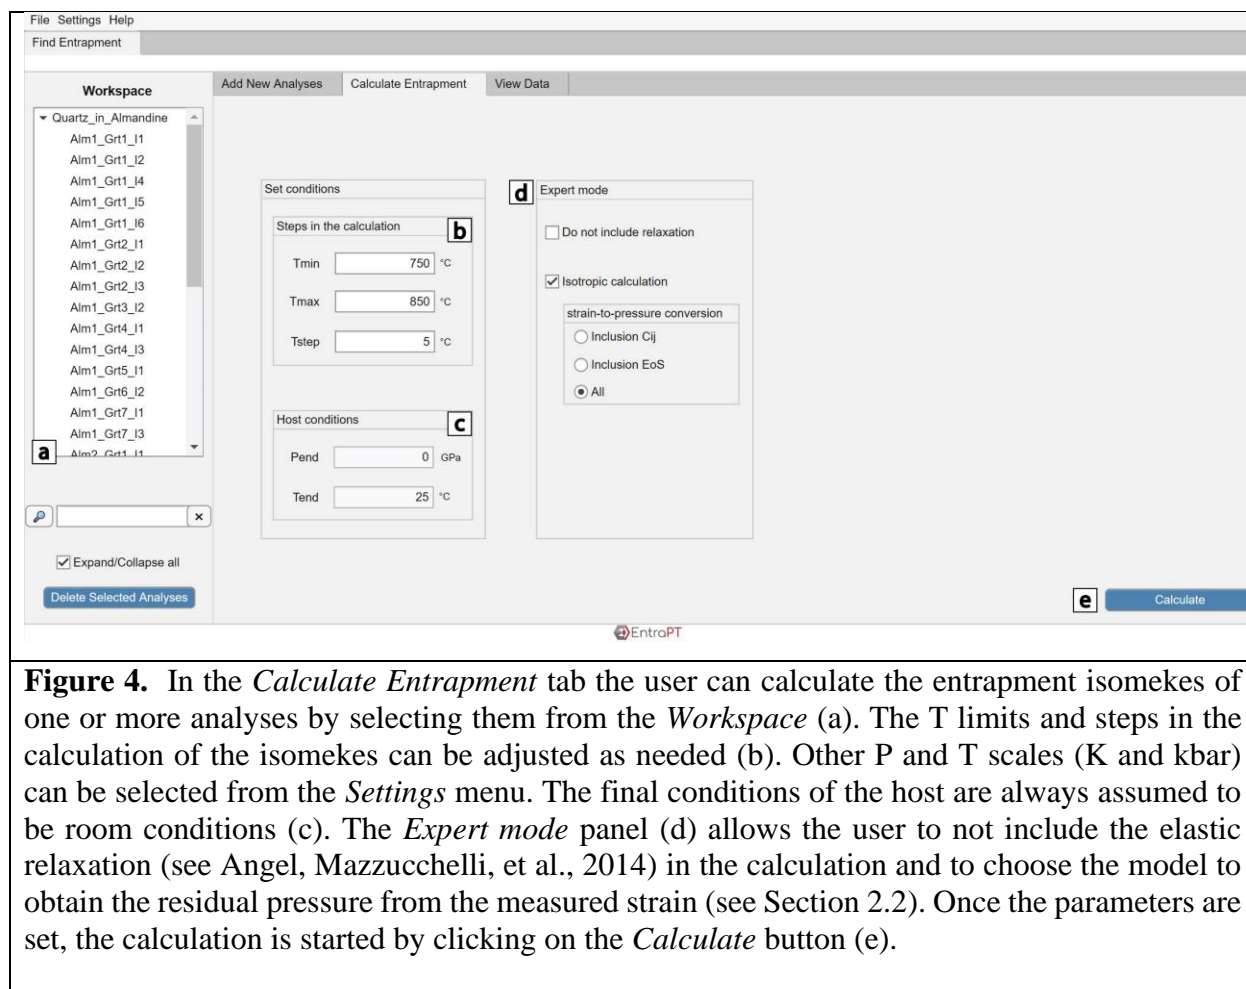 File Settings Help
Find Entrapment
Workspace
Quartz_in_Almandine
Alm1_Grt1_I1
Alm1_Grt1_I2
Alm1_Grt1_I4
Alm1_Grt1_I5
Alm1_Grt1_I6
Alm1_Grt2_I1
Alm1_Grt2_I2
Alm1_Grt2_I3
Alm1_Grt3_I2
Alm1_Grt4_I1
Alm1_Grt4_I3
Alm1_Grt5_I1
Alm1_Grt6_I2
Alm1_Grt7_I1
Alm1_Grt7_I3
Alm2_Grt1_I1
a
Expand/Collapse all
Delete Selected Analyses
Add New Analyses Calculate Entrapment View Data
Set conditions
Steps in the calculation b
Tmin 750 °C
Tmax 850 °C
Tstep 5 °C
Host conditions c
Pend 0 GPa
Tend 25 °C
d Expert mode
Do not include relaxation
Isotropic calculation
strain-to-pressure conversion
Inclusion Cij
Inclusion EoS
All
e Calculate
EntraPT
Figure 4. In the Calculate Entrapment tab the user can calculate the entrapment isomekes of
one or more analyses by selecting them from the Workspace (a). The T limits and steps in the
calculation of the isomekes can be adjusted as needed (b). Other P and T scales (K and kbar)
can be selected from the Settings menu. The final conditions of the host are always assumed to
be room conditions (c). The Expert mode panel (d) allows the user to not include the elastic
relaxation (see Angel, Mazzucchelli, et al., 2014) in the calculation and to choose the model to
obtain the residual pressure from the measured strain (see Section 2.2). Once the parameters are
set, the calculation is started by clicking on the Calculate button (e).